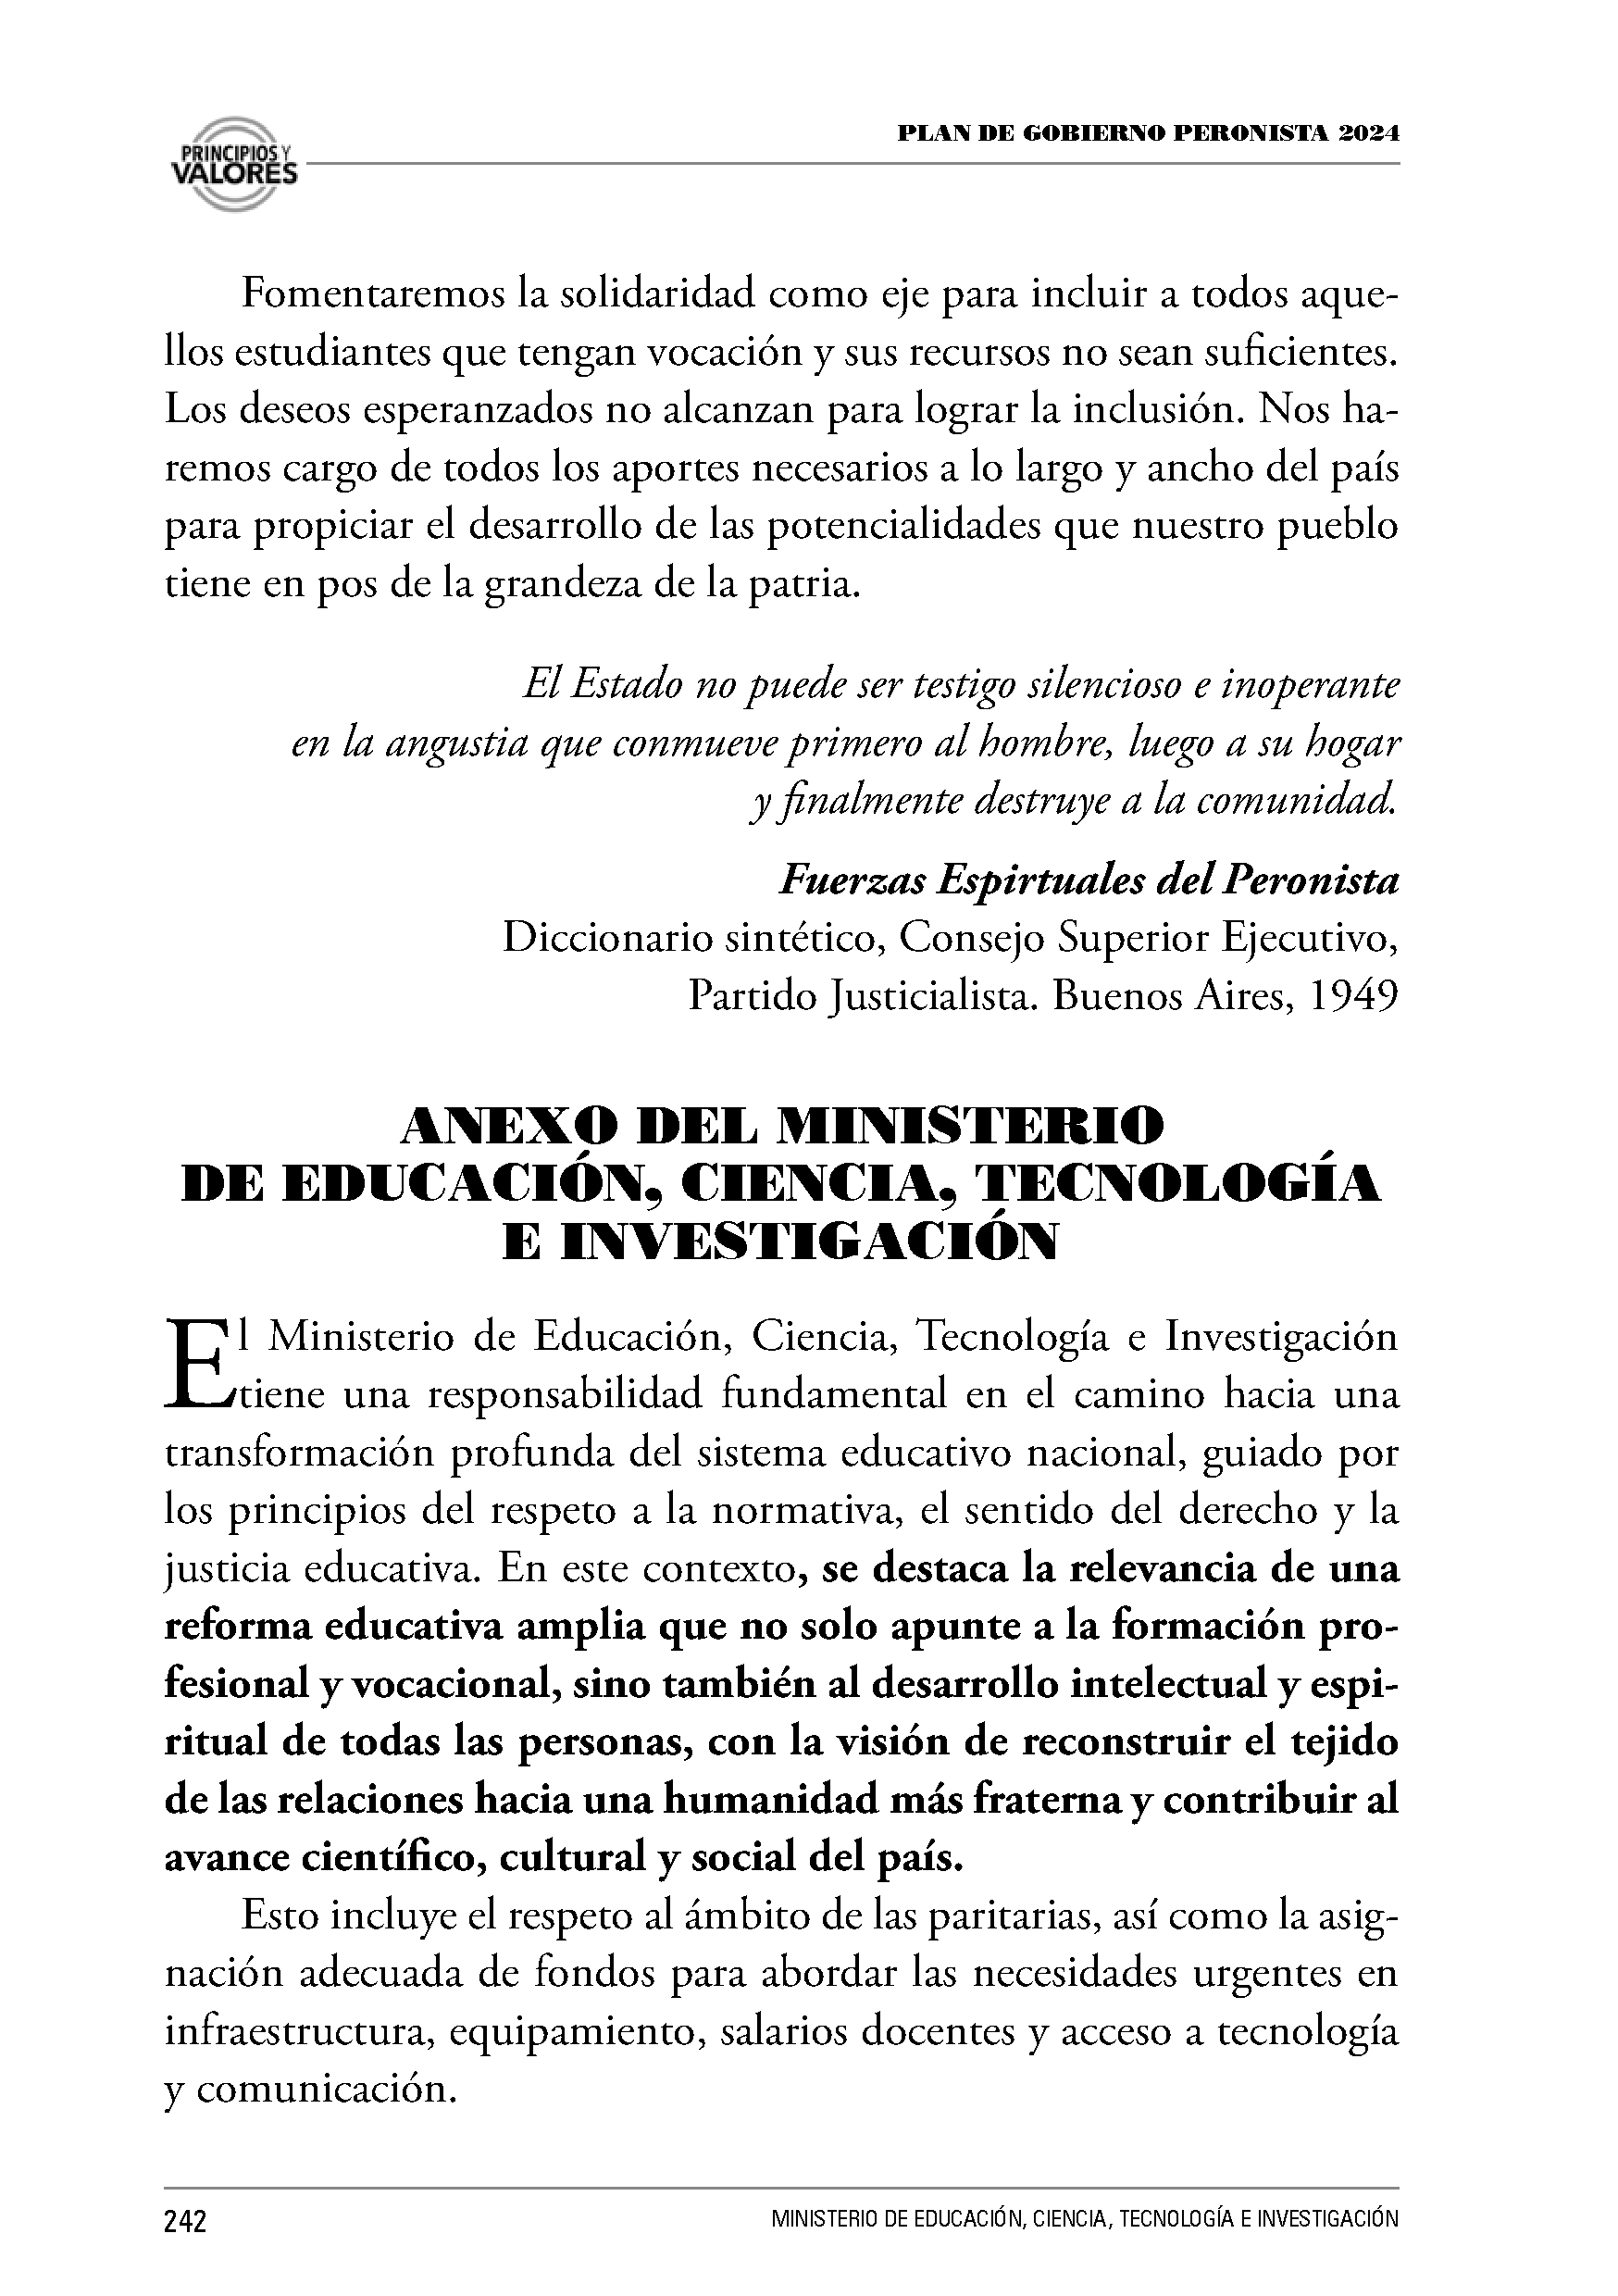 PLAN DE GOBIERNO PERONISTA 2024
PRINCIPIOS Y
VALORES
Fomentaremos la solidaridad como eje para incluir a todos aque-
llos estudiantes que tengan vocación y sus recursos no sean suficientes.
Los deseos esperanzados no alcanzan para lograr la inclusión. Nos ha-
remos cargo de todos los aportes necesarios a lo largo y ancho del país
para propiciar el desarrollo de las potencialidades que nuestro pueblo
tiene en pos de la grandeza de la patria.
El Estado no puede ser testigo silencioso e inoperante
en la angustia que conmueve primero al hombre, luego a su hogar
y finalmente destruye a la comunidad.
Fuerzas Espirtuales del Peronista
Diccionario sintético, Consejo Superior Ejecutivo,
Partido Justicialista. Buenos Aires, 1949
ANEXO DEL MINISTERIO
DE EDUCACIÓN, CIENCIA, TECNOLOGÍA
E INVESTIGACIÓN
El Ministerio de Educación, Ciencia, Tecnología e Investigación
tiene una responsabilidad fundamental en el camino hacia una
transformación profunda del sistema educativo nacional, guiado por
los principios del respeto a la normativa, el sentido del derecho y la
justicia educativa. En este contexto, se destaca la relevancia de una
reforma educativa amplia que no solo apunte a la formación pro-
fesional y vocacional, sino también al desarrollo intelectual y espi-
ritual de todas las personas, con la visión de reconstruir el tejido
de las relaciones hacia una humanidad más fraterna y contribuir al
avance científico, cultural y social del país.
Esto incluye el respeto al ámbito de las paritarias, así como la asig-
nación adecuada de fondos para abordar las necesidades urgentes en
infraestructura, equipamiento, salarios docentes y acceso a tecnología
y comunicación.
242
MINISTERIO DE EDUCACIÓN, CIENCIA, TECNOLOGÍA E INVESTIGACIÓN